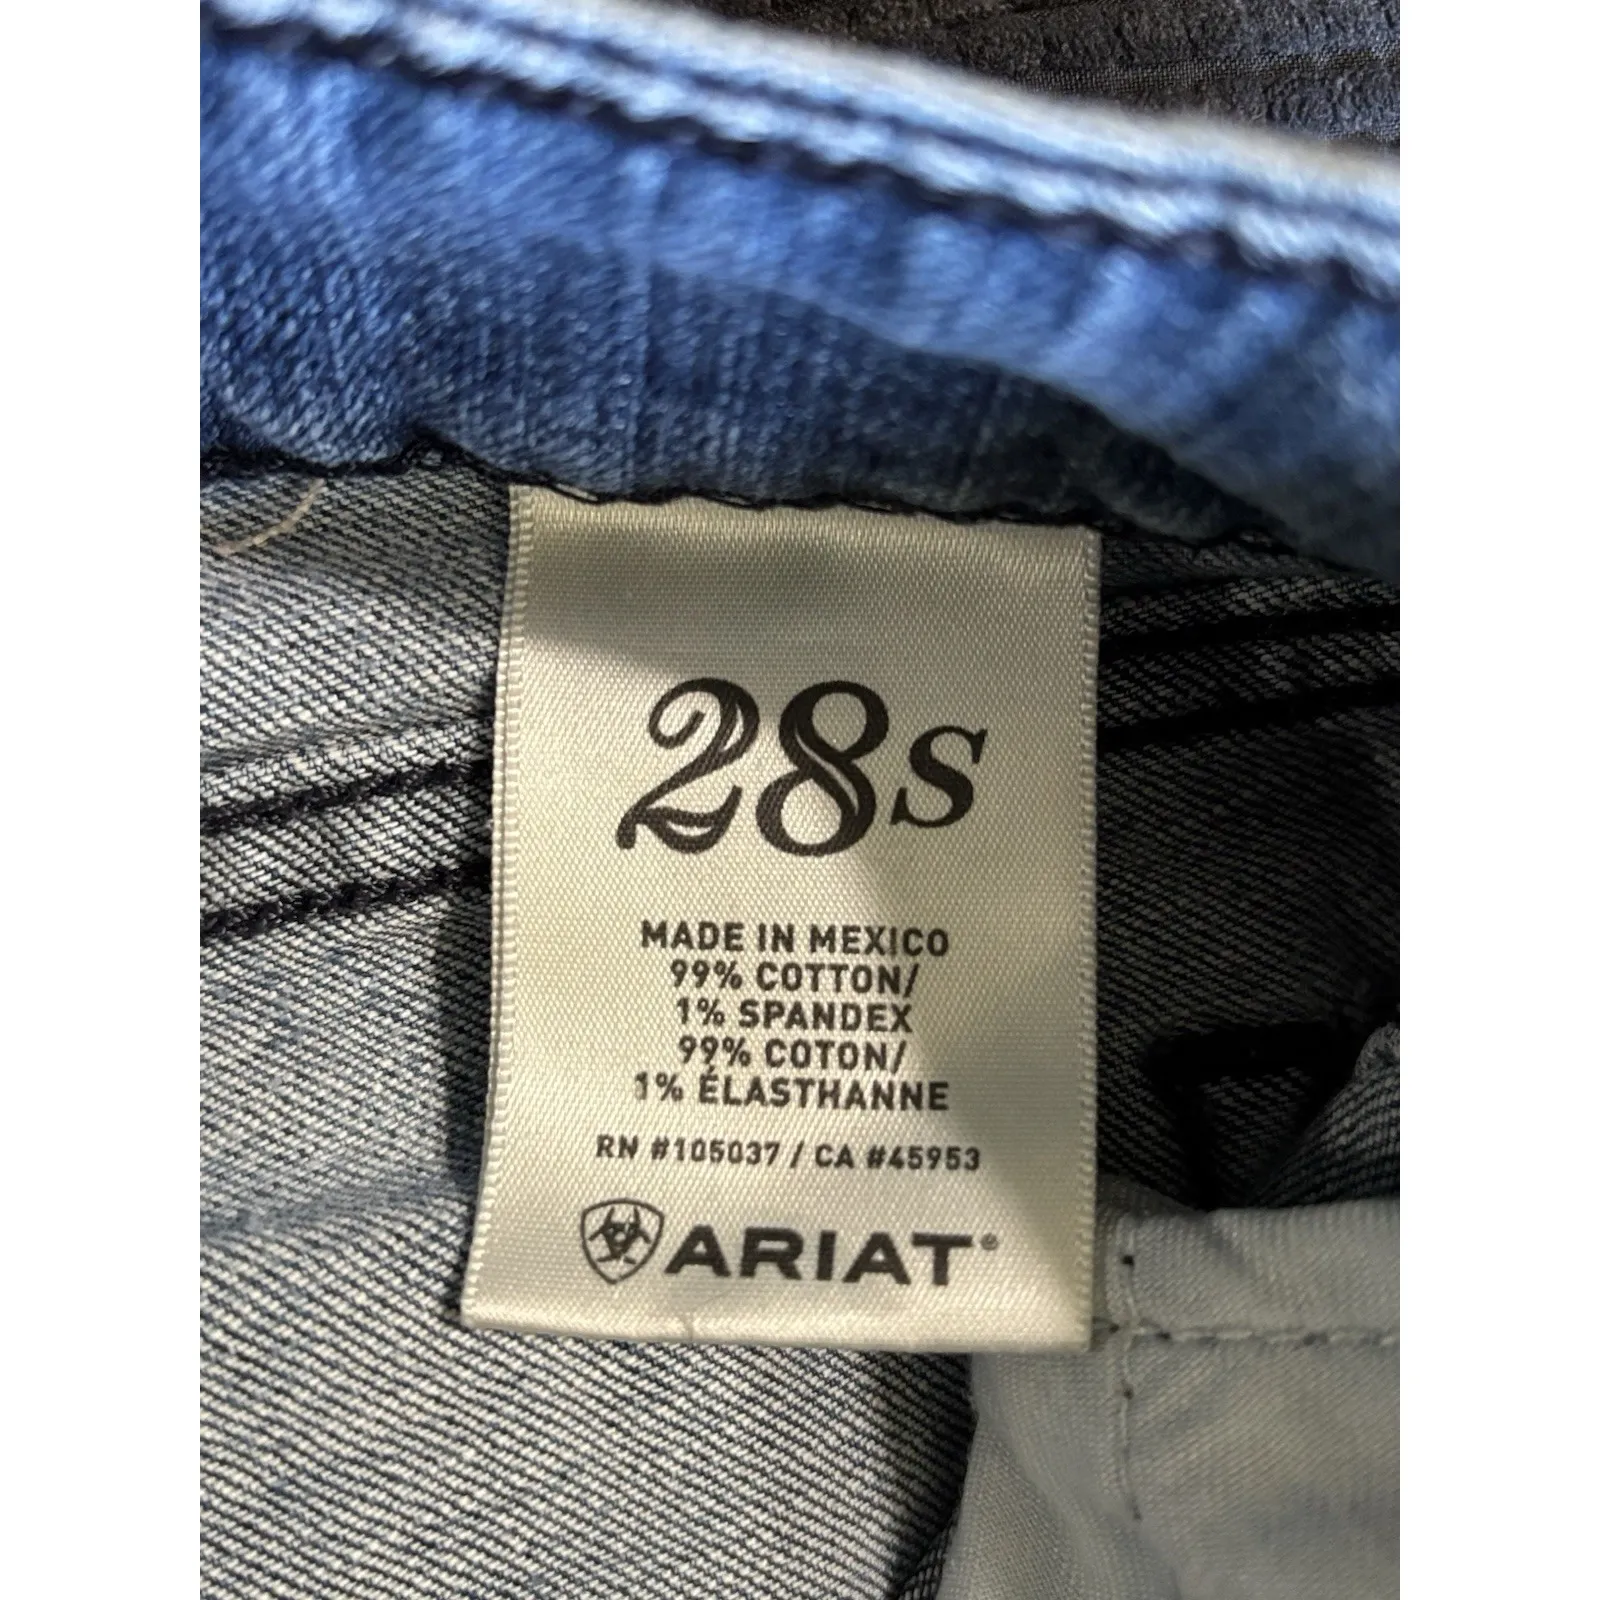 28s
MADE IN MEXICO
99% COTTON/
1% SPANDEX
99% COTON/
1% ÉLASTHANNE
RN #105037 / CA #45953
ARIAT®